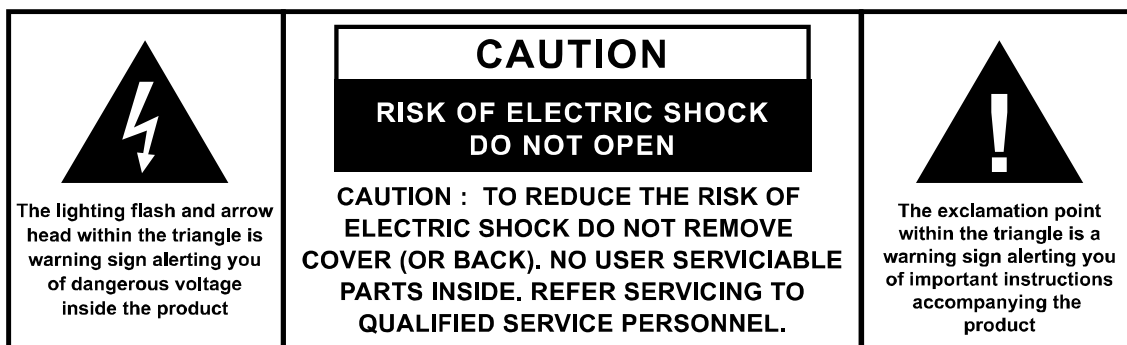 The lighting flash and arrow
head within the triangle is
warning sign alerting you
of dangerous voltage
inside the product
CAUTION
RISK OF ELECTRIC SHOCK
DO NOT OPEN
CAUTION : TO REDUCE THE RISK OF
ELECTRIC SHOCK DO NOT REMOVE
COVER (OR BACK). NO USER SERVICIABLE
PARTS INSIDE. REFER SERVICING TO
QUALIFIED SERVICE PERSONNEL.
!
The exclamation point
within the triangle is a
warning sign alerting you
of important instructions
accompanying the
product